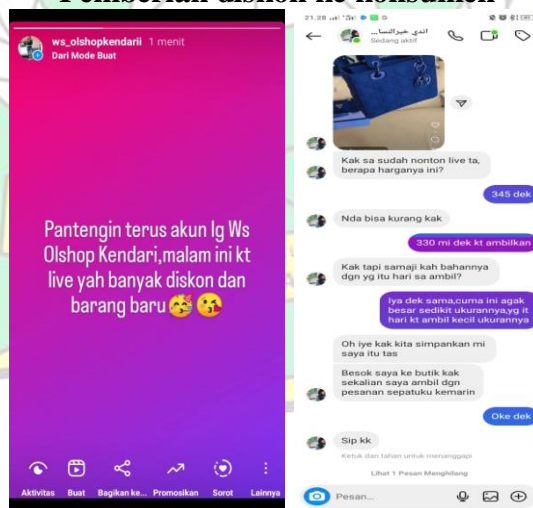 Pemberian diskon ke konsumen
ws_olshopkendarii 1 menit
Dari Mode Buat
Pantengin terus akun Ig Ws
Olshop Kendari,malam ini kt
live yah banyak diskon dan
barang baru🥳😘
Aktivitas Buat Bagikan ke... Promosikan Sorot Lainnya
21.28
اندي خيرالنسا...
Sedang aktif
Kak sa sudah nonton live ta,
berapa harganya ini?
345 dek
Nda bisa kurang kak
330 mi dek kt ambilkan
Kak tapi samaji kah bahannya
dgn yg itu hari sa ambil?
Iya dek sama,cuma ini agak
besar sedikit ukurannya,yg it
hari kt ambil kecil ukurannya
Oh iye kak kita simpankan mi
saya itu tas
Besok saya ke butik kak
sekalian saya ambil dgn
pesanan sepatuku kemarin
Oke dek
Sip kk
Ketuk dan tahan untuk menanggapi
Lihat 1 Pesan Menghilang
Pesan...